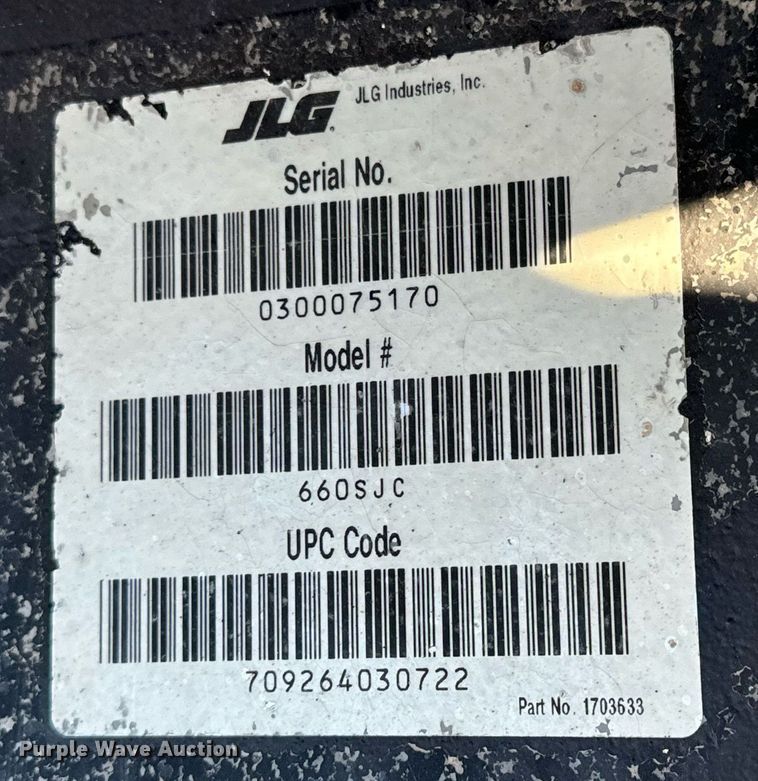 JLG JLG Industries, Inc.
Serial No.
0300075170
Model #
660SJC
UPC Code
709264030722
Part No. 1703633
Purple Wave Auction